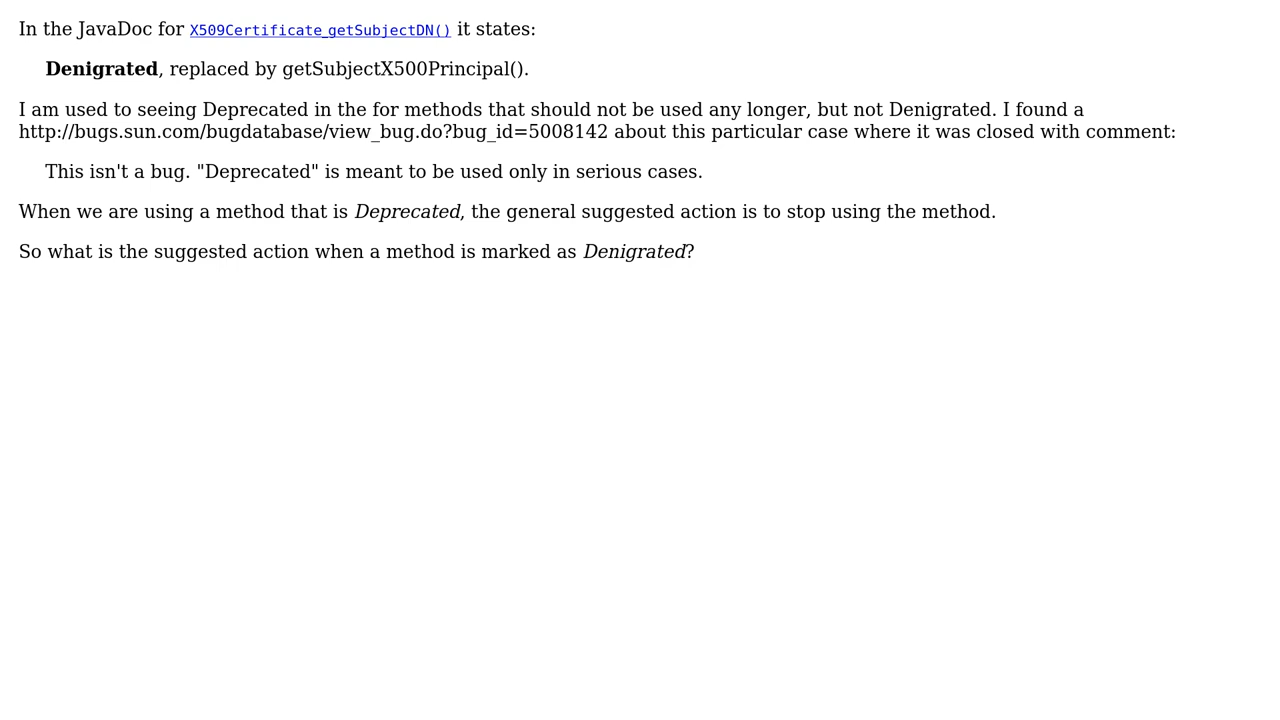 In the JavaDoc for X509Certificate_getSubjectDN() it states:
Denigrated, replaced by getSubjectX500Principal().
I am used to seeing Deprecated in the for methods that should not be used any longer, but not Denigrated. I found a
http://bugs.sun.com/bugdatabase/view_bug.do?bug_id=5008142 about this particular case where it was closed with comment:
This isn't a bug. "Deprecated" is meant to be used only in serious cases.
When we are using a method that is Deprecated, the general suggested action is to stop using the method.
So what is the suggested action when a method is marked as Denigrated?